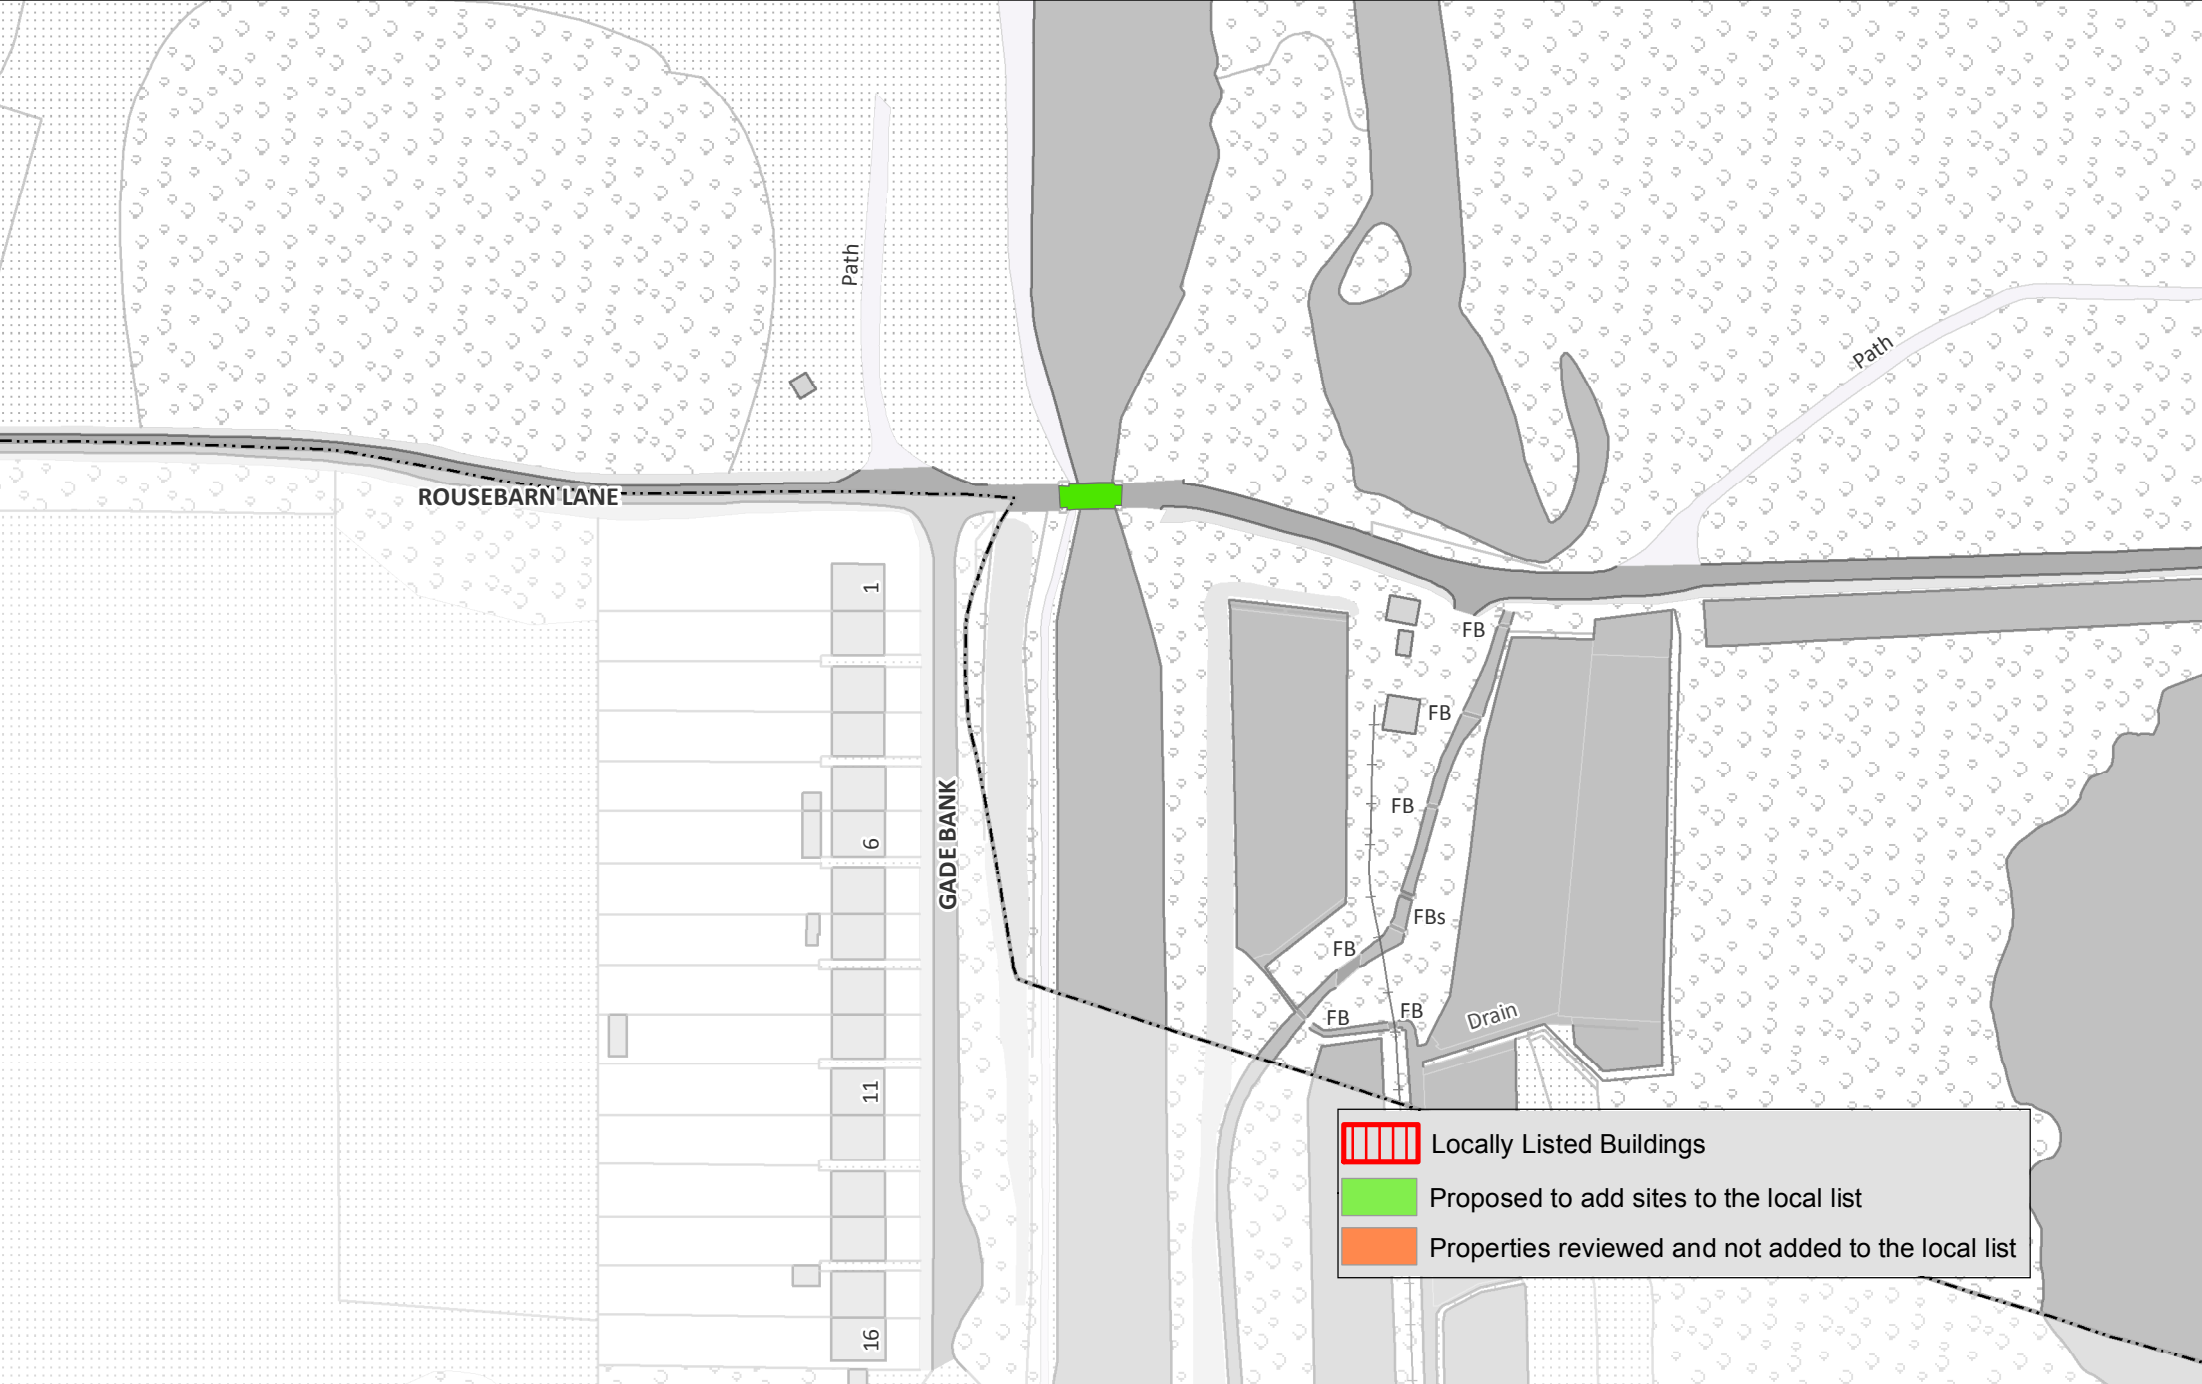 Path
Path
ROUSEBARN LANE
1
FB
FB
GADE BANK
FB
6
FBs
FB
FB
FB
Drain
11
16
Locally Listed Buildings
Proposed to add sites to the local list
Properties reviewed and not added to the local list